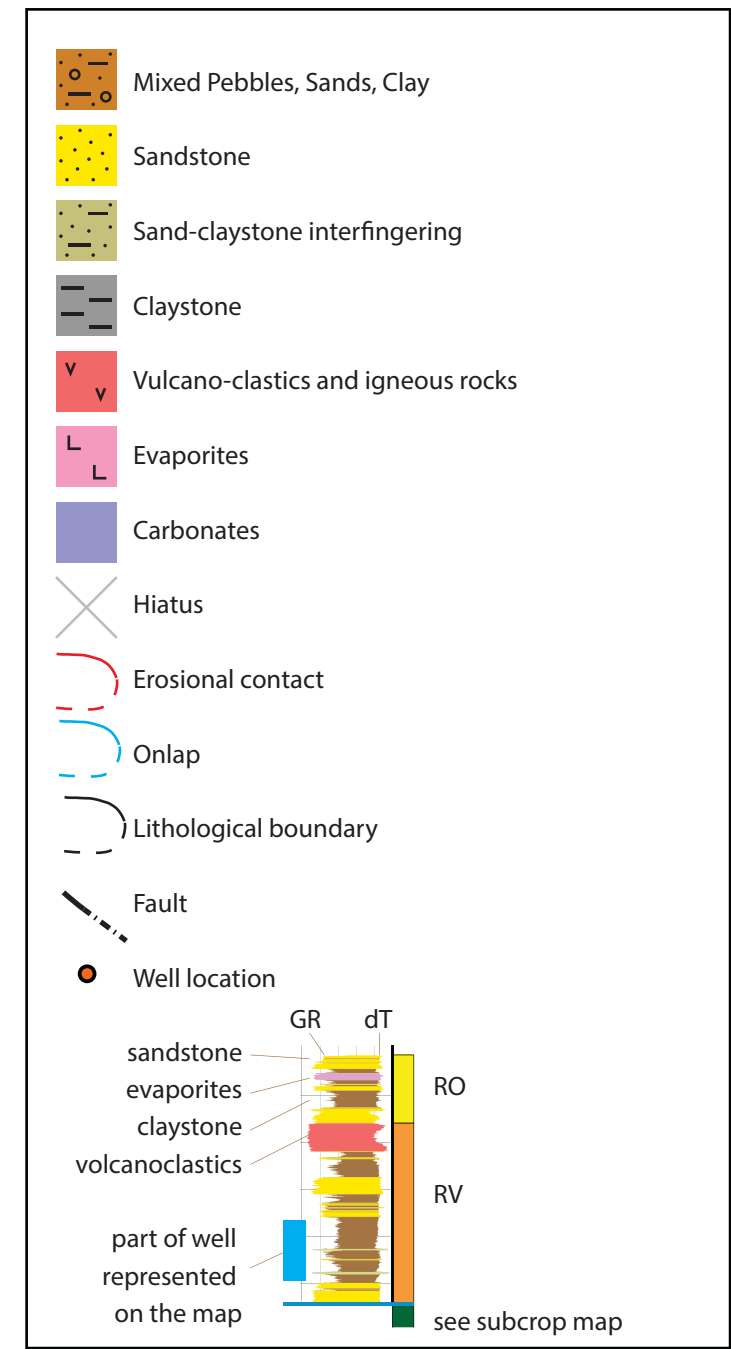 Mixed Pebbles, Sands, Clay
Sandstone
Sand-claystone interfingering
Claystone
Vulcano-clastics and igneous rocks
Evaporites
Carbonates
Hiatus
Erosional contact
Onlap
Lithological boundary
Fault
Well location
GR dT
sandstone
evaporites
claystone
volcanoclastics
RO
RV
part of well
represented
on the map
see subcrop map